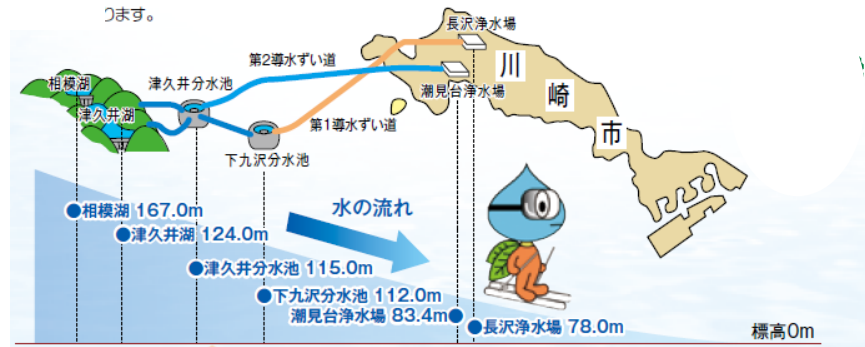 ります。
長沢浄水場
第2導水ずい道
津久井分水池
相模湖
川崎市
潮見台浄水場
津久井湖
第1導水ずい道
下九沢分水池
水の流れ
●相模湖 167.0m
●津久井湖 124.0m
●津久井分水池 115.0m
●下九沢分水池 112.0m
潮見台浄水場 83.4m●
●長沢浄水場 78.0m
標高0m